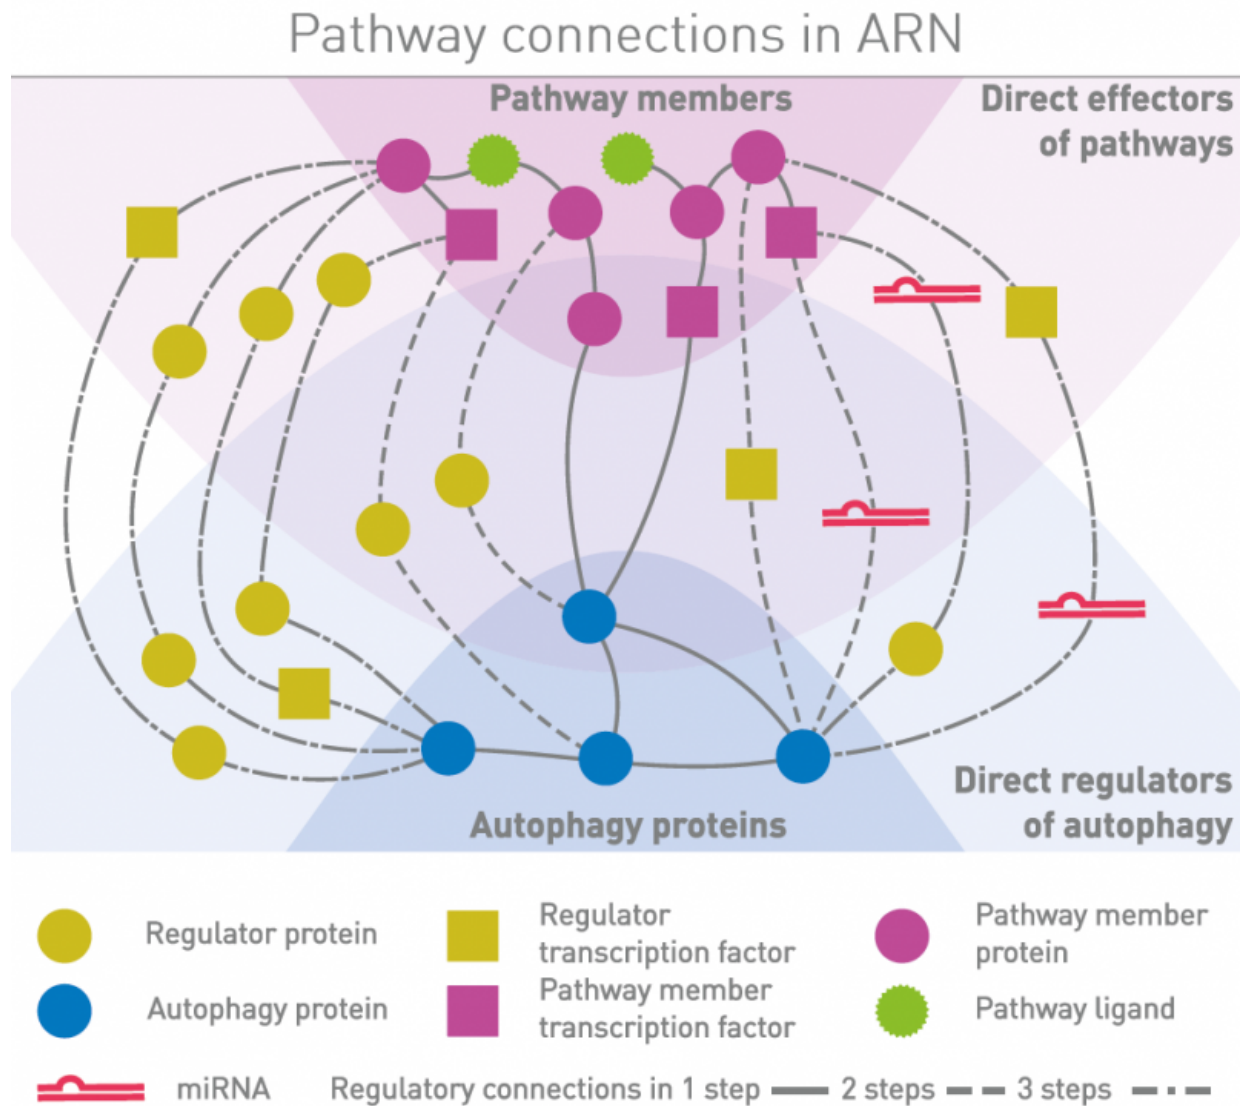 Pathway connections in ARN
Pathway members
Direct effectors
of pathways
Direct regulators
of autophagy
Autophagy proteins
Regulator protein
Regulator
transcription factor
Pathway member
protein
Autophagy protein
Pathway member
transcription factor
Pathway ligand
miRNA
Regulatory connections in 1 step
2 steps
3 steps